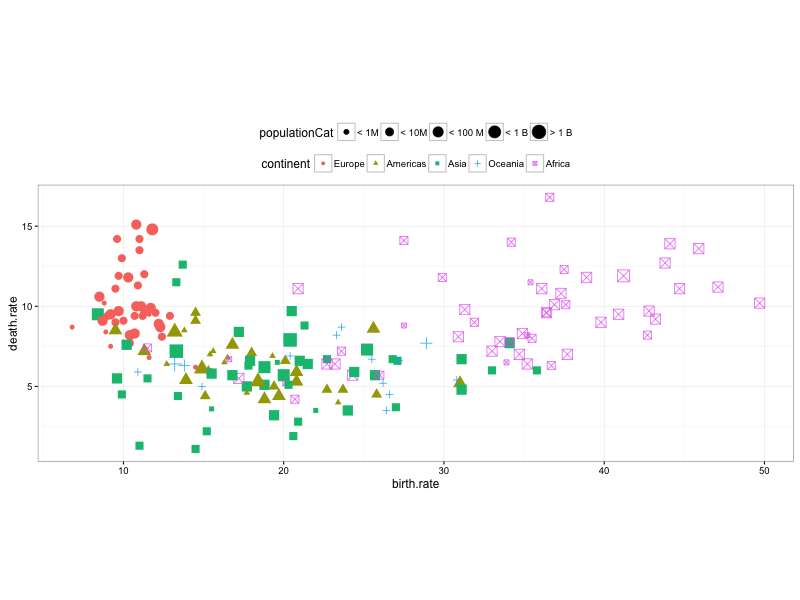 populationCat < 1M < 10M < 100 M < 1 B > 1 B
continent Europe Americas Asia Oceania Africa
15
10
5
death.rate
10 20 30 40 50
birth.rate